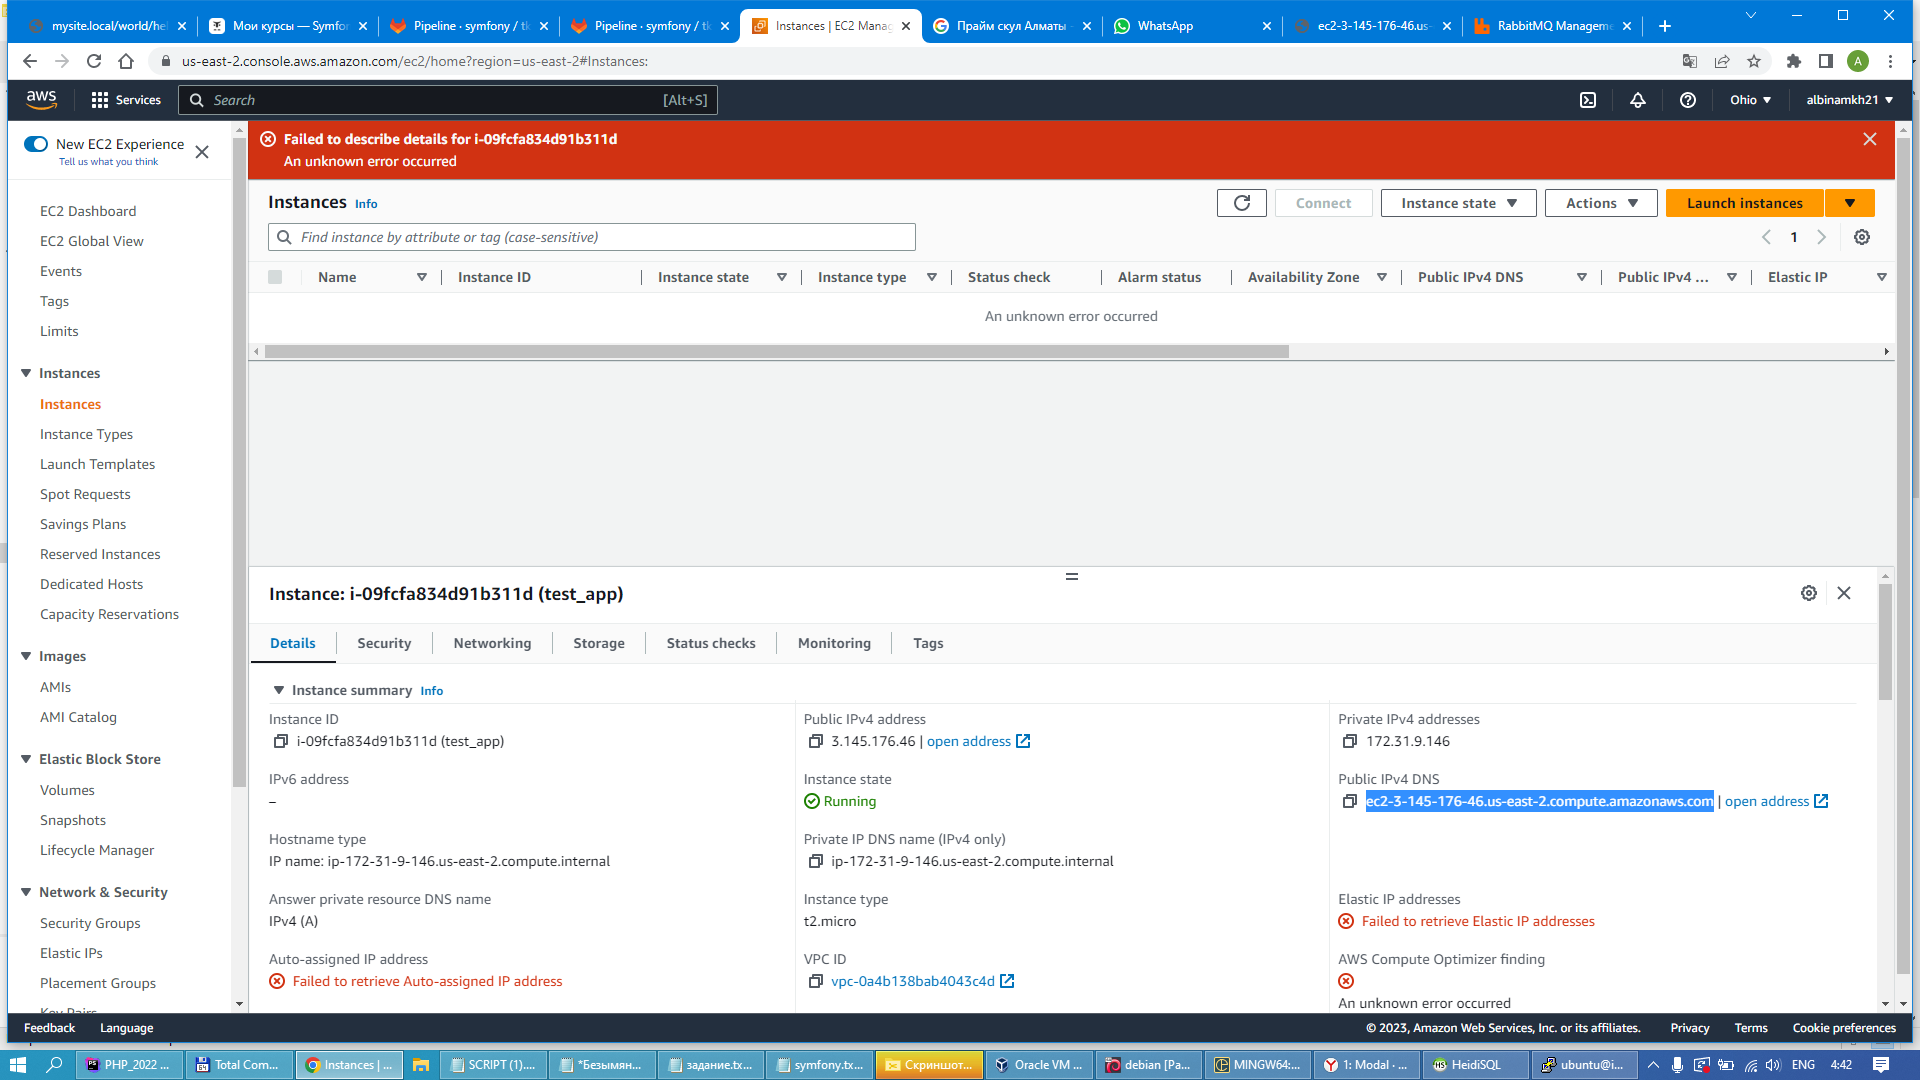 mysite.local/world/hel
Мои курсы — Symfor
Pipeline · symfony / tk
Pipeline · symfony / tk
Instances | EC2 Manag
Прайм скул Алматы -
WhatsApp
ec2-3-145-176-46.us-
RabbitMQ Manageme
us-east-2.console.aws.amazon.com/ec2/home?region=us-east-2#Instances:
A
aws
Services
Search
[Alt+S]
Ohio
albinamkh21
New EC2 Experience
Tell us what you think
EC2 Dashboard
EC2 Global View
Events
Tags
Limits
Instances
Instances
Instance Types
Launch Templates
Spot Requests
Savings Plans
Reserved Instances
Dedicated Hosts
Capacity Reservations
Images
AMIs
AMI Catalog
Elastic Block Store
Volumes
Snapshots
Lifecycle Manager
Network & Security
Security Groups
Elastic IPs
Placement Groups
Key Pairs
Failed to describe details for i-09fcfa834d91b311d
An unknown error occurred
Instances Info
Connect
Instance state
Actions
Launch instances
Find instance by attribute or tag (case-sensitive)
1
Name
Instance ID
Instance state
Instance type
Status check
Alarm status
Availability Zone
Public IPv4 DNS
Public IPv4 ...
Elastic IP
An unknown error occurred
Instance: i-09fcfa834d91b311d (test_app)
Details
Security
Networking
Storage
Status checks
Monitoring
Tags
Instance summary Info
Instance ID
i-09fcfa834d91b311d (test_app)
Public IPv4 address
3.145.176.46 | open address
Private IPv4 addresses
172.31.9.146
IPv6 address
–
Instance state
Running
Public IPv4 DNS
ec2-3-145-176-46.us-east-2.compute.amazonaws.com | open address
Hostname type
IP name: ip-172-31-9-146.us-east-2.compute.internal
Private IP DNS name (IPv4 only)
ip-172-31-9-146.us-east-2.compute.internal
Answer private resource DNS name
IPv4 (A)
Instance type
t2.micro
Elastic IP addresses
Failed to retrieve Elastic IP addresses
Auto-assigned IP address
Failed to retrieve Auto-assigned IP address
VPC ID
vpc-0a4b138bab4043c4d
AWS Compute Optimizer finding
An unknown error occurred
Feedback
Language
© 2023, Amazon Web Services, Inc. or its affiliates.
Privacy
Terms
Cookie preferences
PHP_2022 ...
Total Com...
Instances | ...
SCRIPT (1)....
*Безымян...
задание.tx...
symfony.tx...
Скриншот...
Oracle VM ...
debian [Ра...
MINGW64:...
1: Modal · ...
HeidiSQL
ubuntu@i...
ENG
4:42